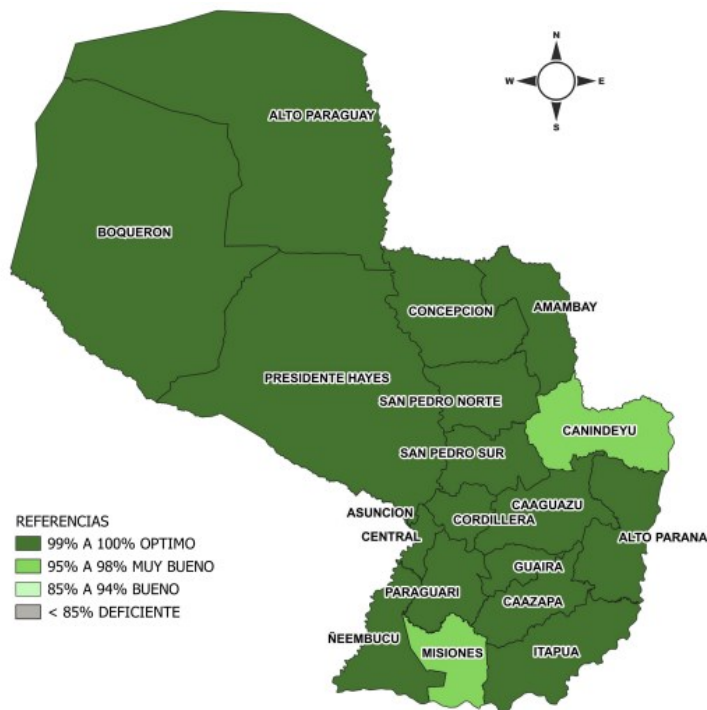 N
W E
S
ALTO PARAGUAY
BOQUERON
CONCEPCION
AMAMBAY
PRESIDENTE HAYES
SAN PEDRO NORTE
CANINDEYU
SAN PEDRO SUR
CAAGUAZU
ASUNCION
CORDILLERA
CENTRAL
ALTO PARANA
GUAIRA
PARAGUARI
CAAZAPA
ÑEEMBUCU
MISIONES
ITAPUA
REFERENCIAS
99% A 100% OPTIMO
95% A 98% MUY BUENO
85% A 94% BUENO
< 85% DEFICIENTE